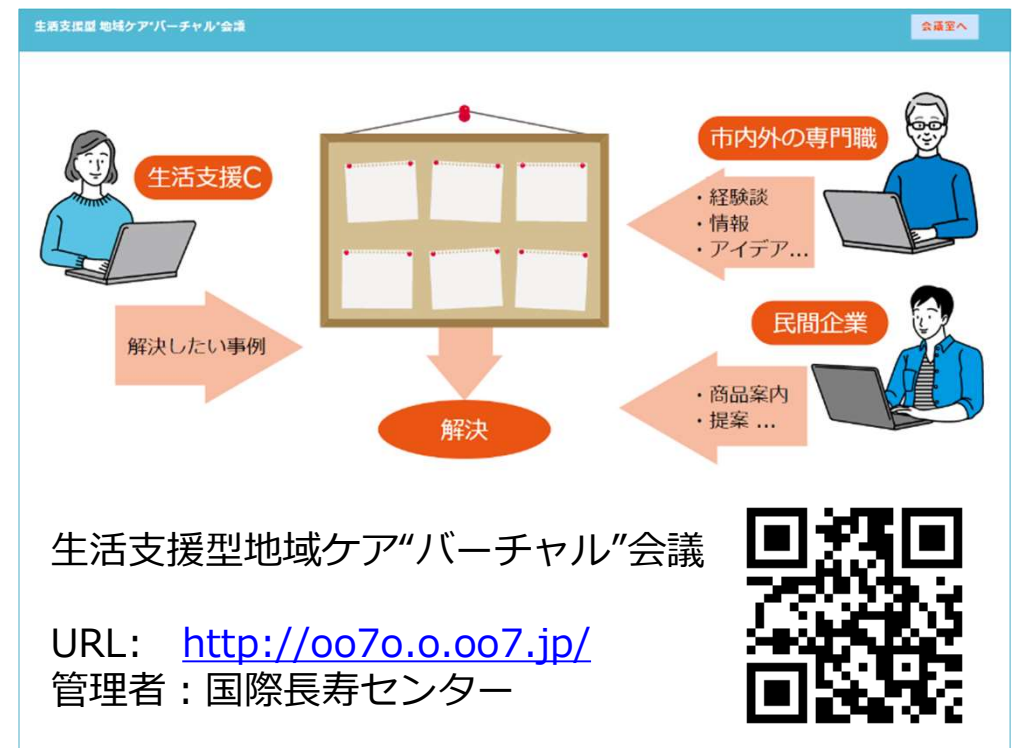 生活支援型 地域ケア"バーチャル"会議
会議室へ
生活支援C
市内外の専門職
・経験談
・情報
・アイデア...
民間企業
解決したい事例
・商品案内
・提案 ...
解決
生活支援型地域ケア“バーチャル”会議
URL: http://oo7o.o.oo7.jp/
管理者：国際長寿センター